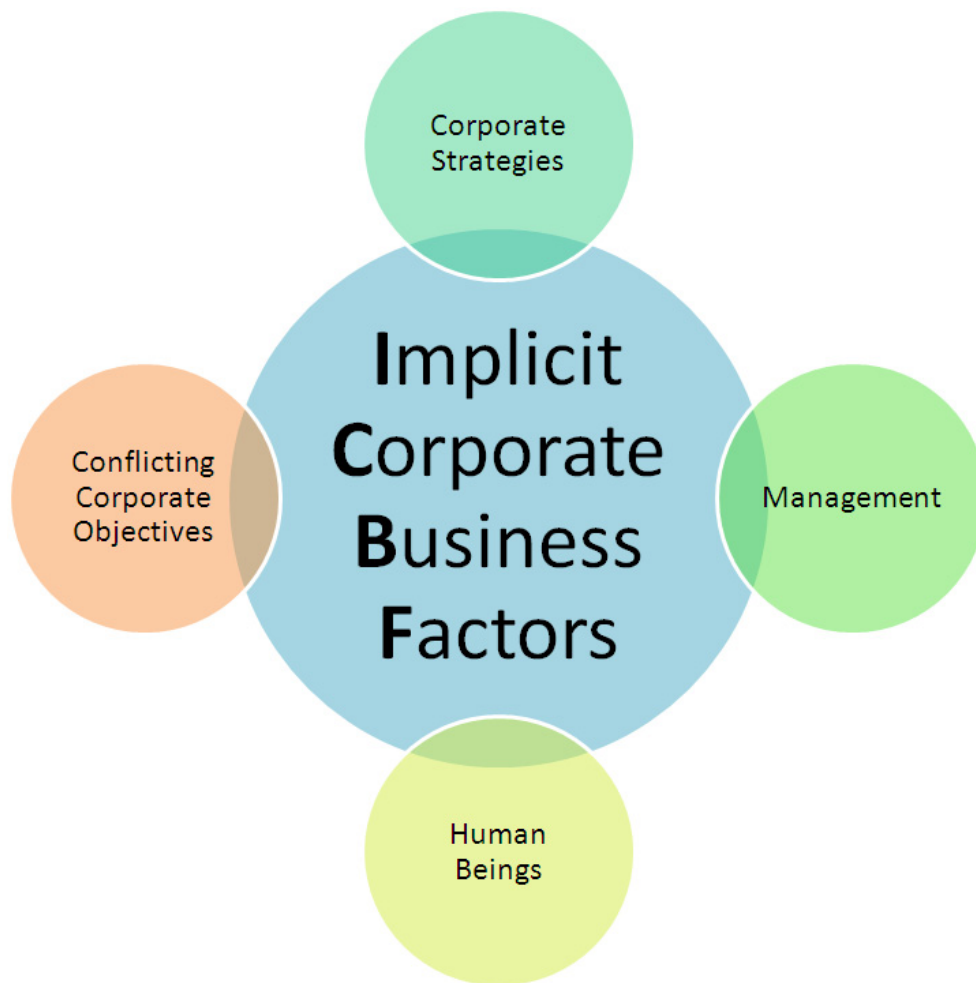 Corporate
Strategies
Implicit
Corporate
Business
Factors
Conflicting
Corporate
Objectives
Management
Human
Beings